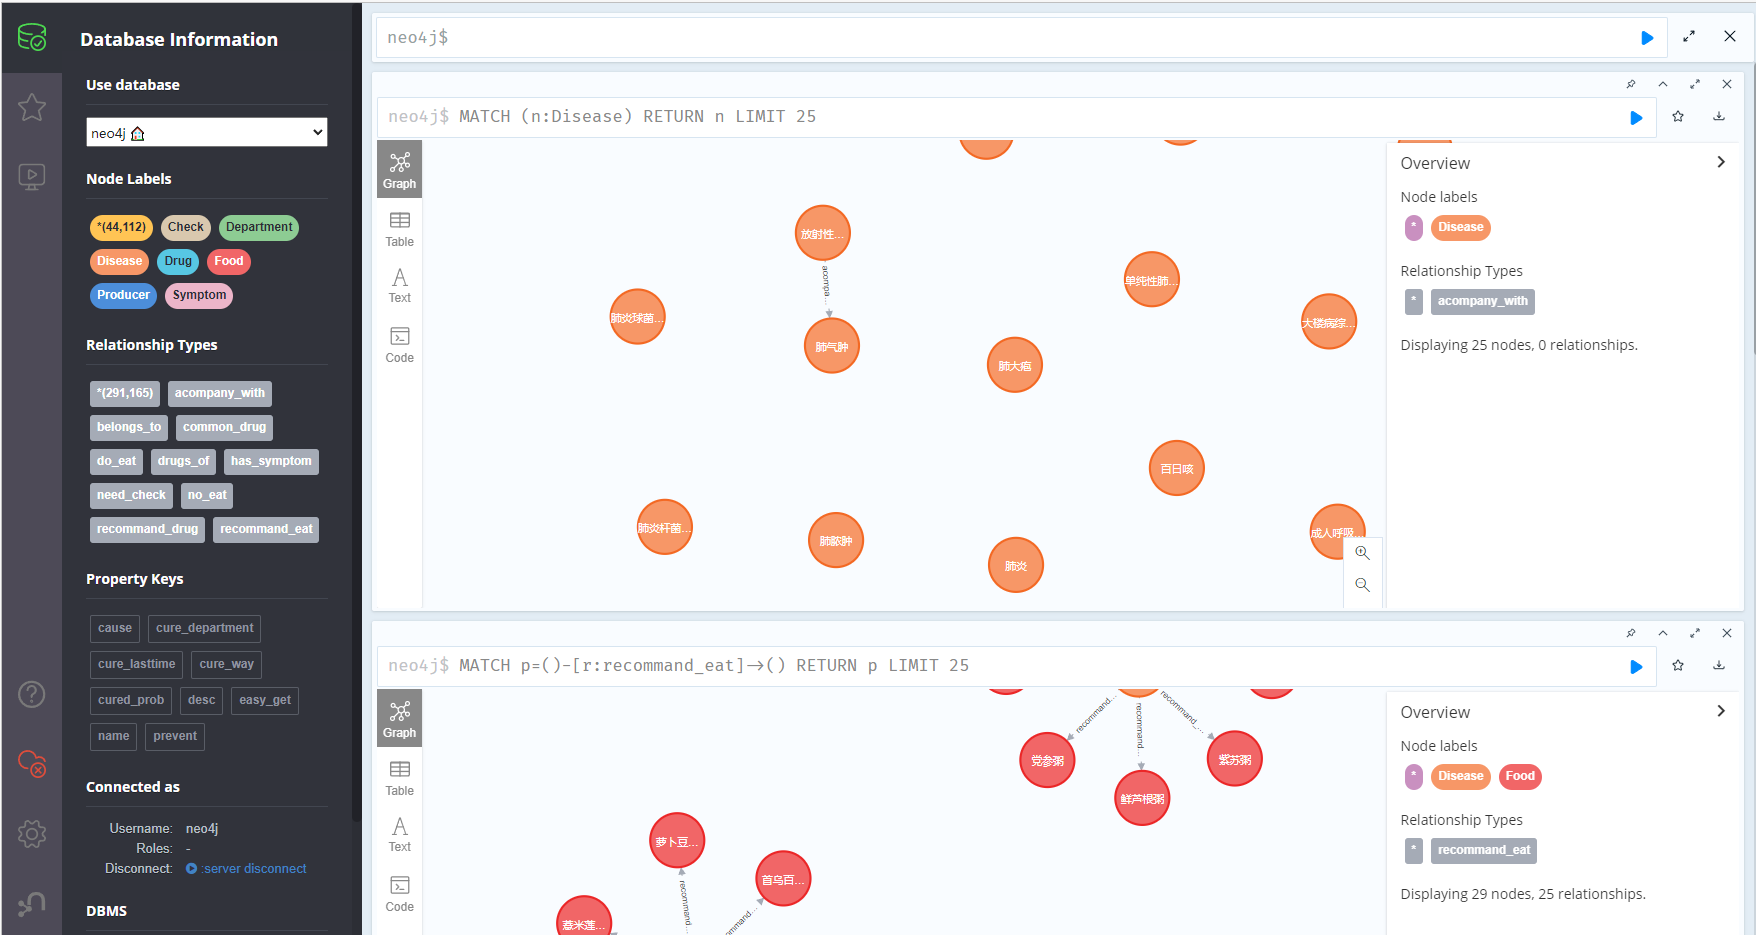 Database Information
Use database
neo4j
Node Labels
*(44,112) Check Department
Disease Drug Food
Producer Symptom
Relationship Types
*(291,165) acompany_with
belongs_to common_drug
do_eat drugs_of has_symptom
need_check no_eat
recommand_drug recommand_eat
Property Keys
cause cure_department
cure_lasttime cure_way
cured_prob desc easy_get
name prevent
Connected as
Username: neo4j
Roles: -
Disconnect: :server disconnect
DBMS
neo4j$
neo4j$ MATCH (n:Disease) RETURN n LIMIT 25
Graph
Table
Text
Code
放射性...
acompa...
肺炎球菌...
肺气肿
单纯性肺...
大楼病综...
肺大疱
百日咳
肺炎杆菌...
肺脓肿
肺炎
成人呼吸...
Overview
Node labels
* Disease
Relationship Types
* acompany_with
Displaying 25 nodes, 0 relationships.
neo4j$ MATCH p=()-[r:recommand_eat]->() RETURN p LIMIT 25
Graph
Table
Text
Code
recommand...
recommand...
recommand_...
党参粥
鲜芦根粥
紫苏粥
萝卜豆...
首乌百...
薏米莲...
recommand...
recommand...
Overview
Node labels
* Disease Food
Relationship Types
* recommand_eat
Displaying 29 nodes, 25 relationships.